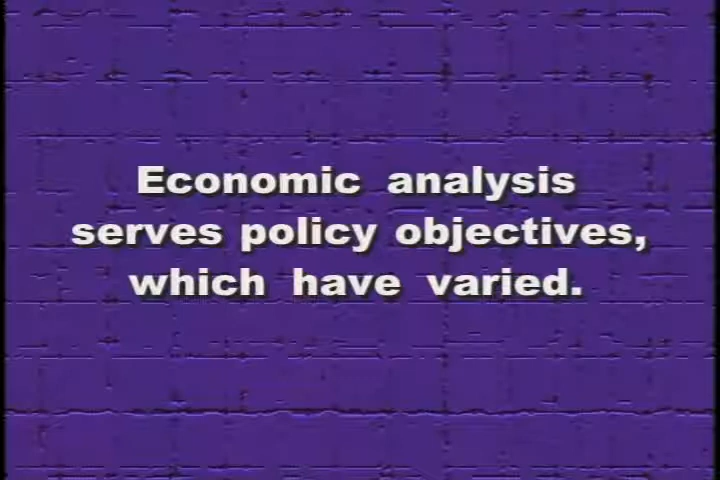 Economic analysis
serves policy objectives,
which have varied.